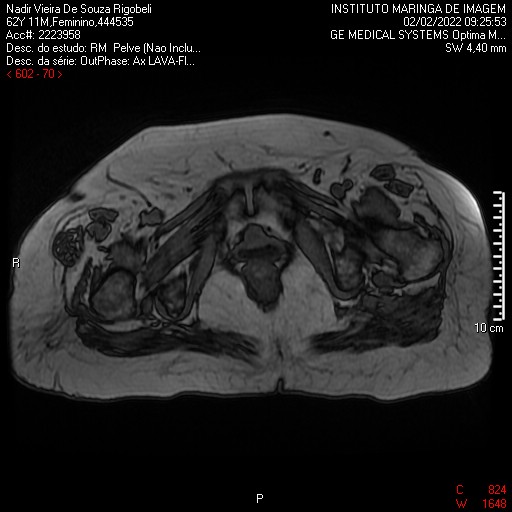 Nadir Vieira De Souza Rigobeli
62Y 11M,Feminino,444535
Acc#: 2223958
Desc. do estudo: RM Pelve (Nao Inclu...
Desc. da série: OutPhase: Ax LAVA-Fl...
< 602 - 70 >
INSTITUTO MARINGA DE IMAGEM
02/02/2022 09:25:53
GE MEDICAL SYSTEMS Optima M...
SW 4,40 mm
R
10 cm
P
C 824
W 1648